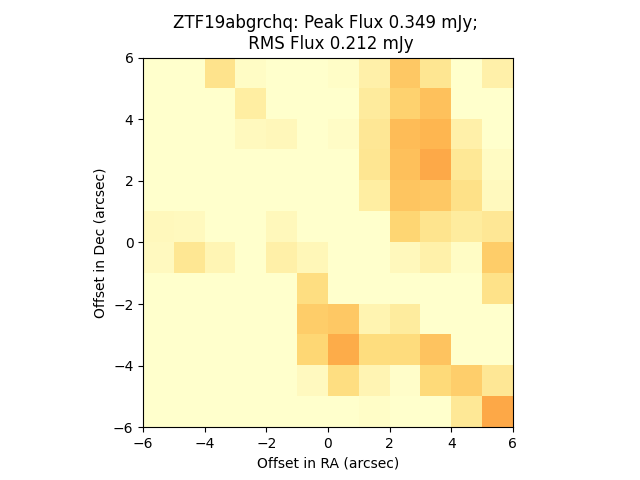 ZTF19abgrchq: Peak Flux 0.349 mJy;
RMS Flux 0.212 mJy
6
4
2
0
−2
−4
−6
Offset in Dec (arcsec)
−6 −4 −2 0 2 4 6
Offset in RA (arcsec)